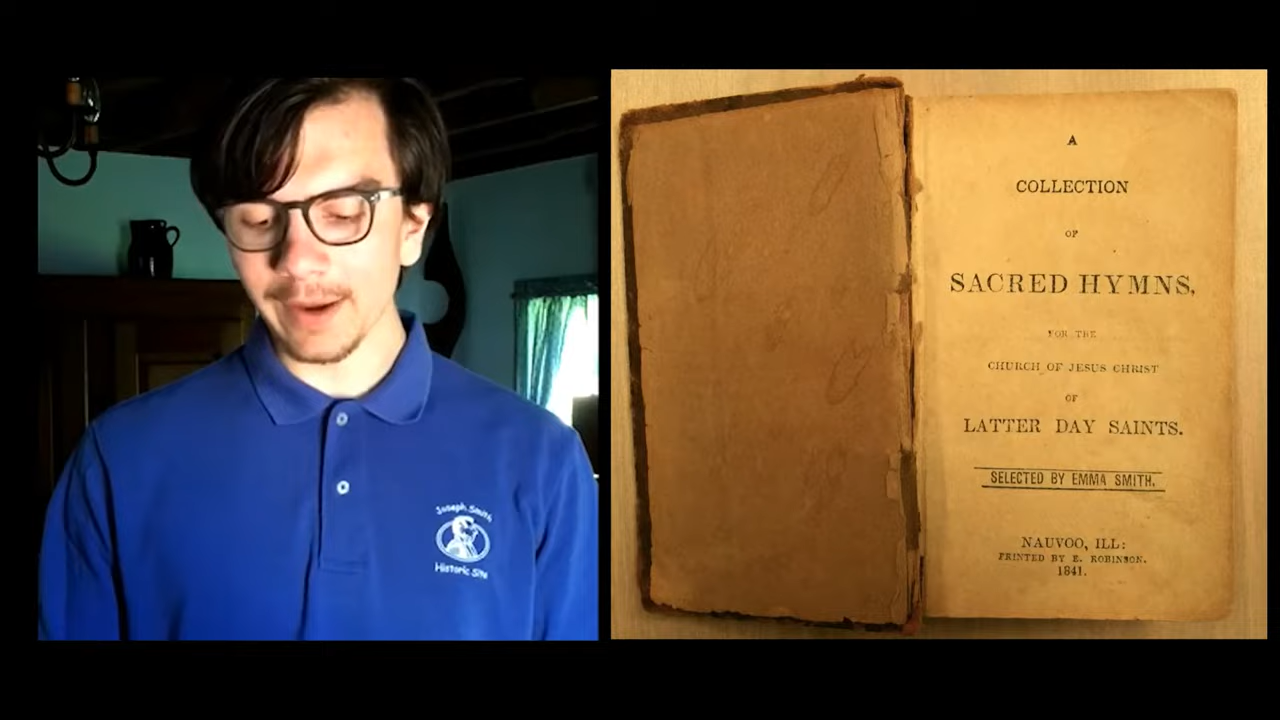 Joseph Smith
Historic Site
A
COLLECTION
OF
SACRED HYMNS,
FOR THE
CHURCH OF JESUS CHRIST
OF
LATTER DAY SAINTS.
SELECTED BY EMMA SMITH.
NAUVOO, ILL:
PRINTED BY E. ROBINSON.
1841.